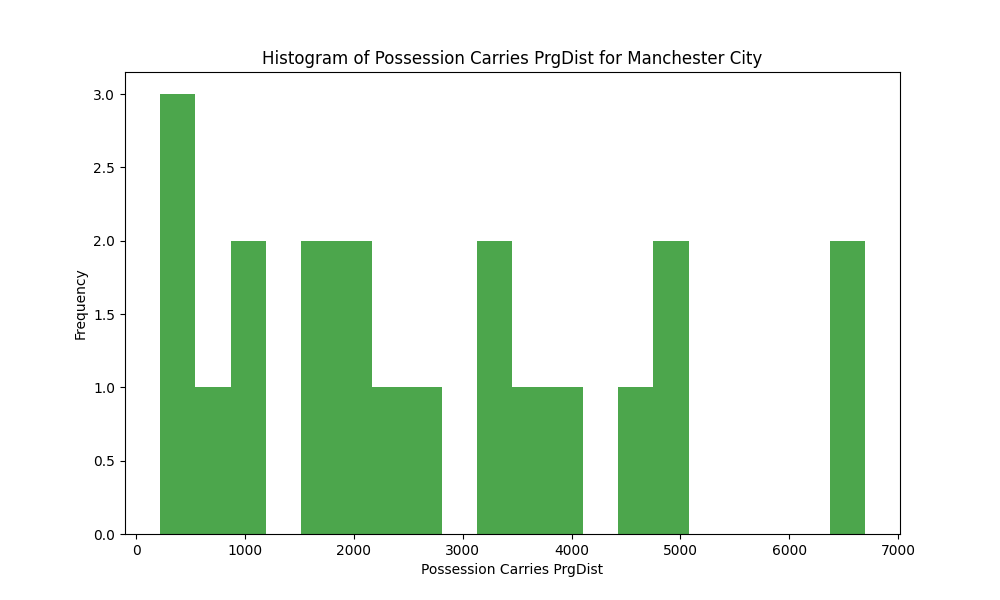 Histogram of Possession Carries PrgDist for Manchester City
3.0
2.5
2.0
1.5
1.0
0.5
0.0
Frequency
0 1000 2000 3000 4000 5000 6000 7000
Possession Carries PrgDist